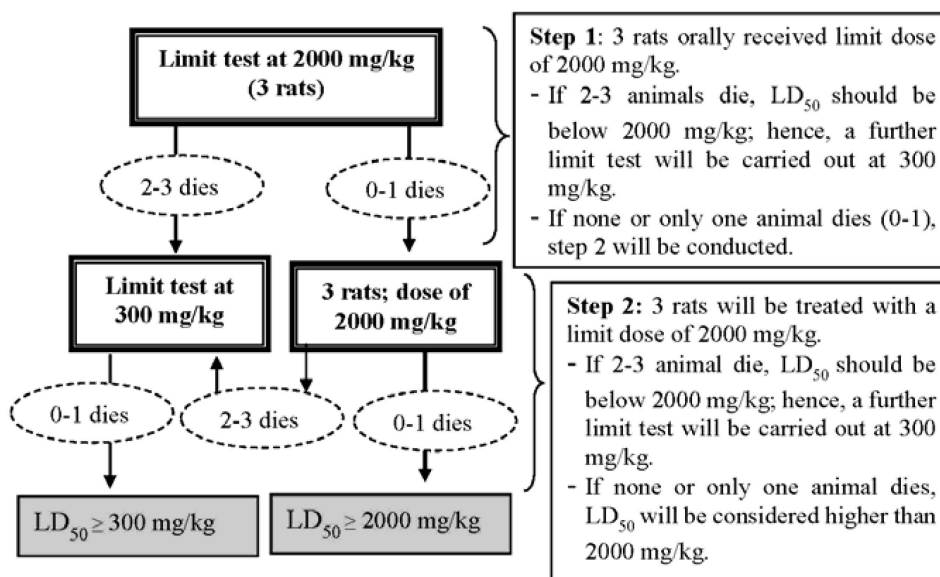 Limit test at 2000 mg/kg
(3 rats)
2-3 dies
0-1 dies
Limit test at
300 mg/kg
3 rats; dose of
2000 mg/kg
0-1 dies
2-3 dies
0-1 dies
LD50 ≥ 300 mg/kg
LD50 ≥ 2000 mg/kg
Step 1: 3 rats orally received limit dose
of 2000 mg/kg.
- If 2-3 animals die, LD50 should be
below 2000 mg/kg; hence, a further
limit test will be carried out at 300
mg/kg.
- If none or only one animal dies (0-1),
step 2 will be conducted.
Step 2: 3 rats will be treated with a
limit dose of 2000 mg/kg.
- If 2-3 animal die, LD50 should be
below 2000 mg/kg; hence, a further
limit test will be carried out at 300
mg/kg.
- If none or only one animal dies,
LD50 will be considered higher than
2000 mg/kg.